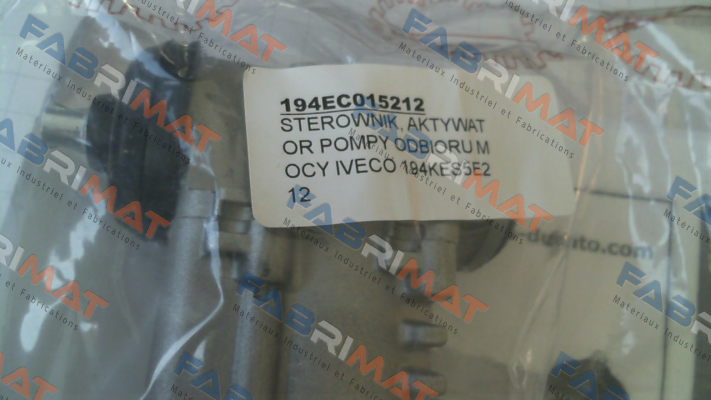 194EC015212
STEROWNIK, AKTYWAT
OR POMPY ODBIORU M
OCY IVECO 194KES5E2
12
FABRIMAT
Materiaux Industriel et Fabrications